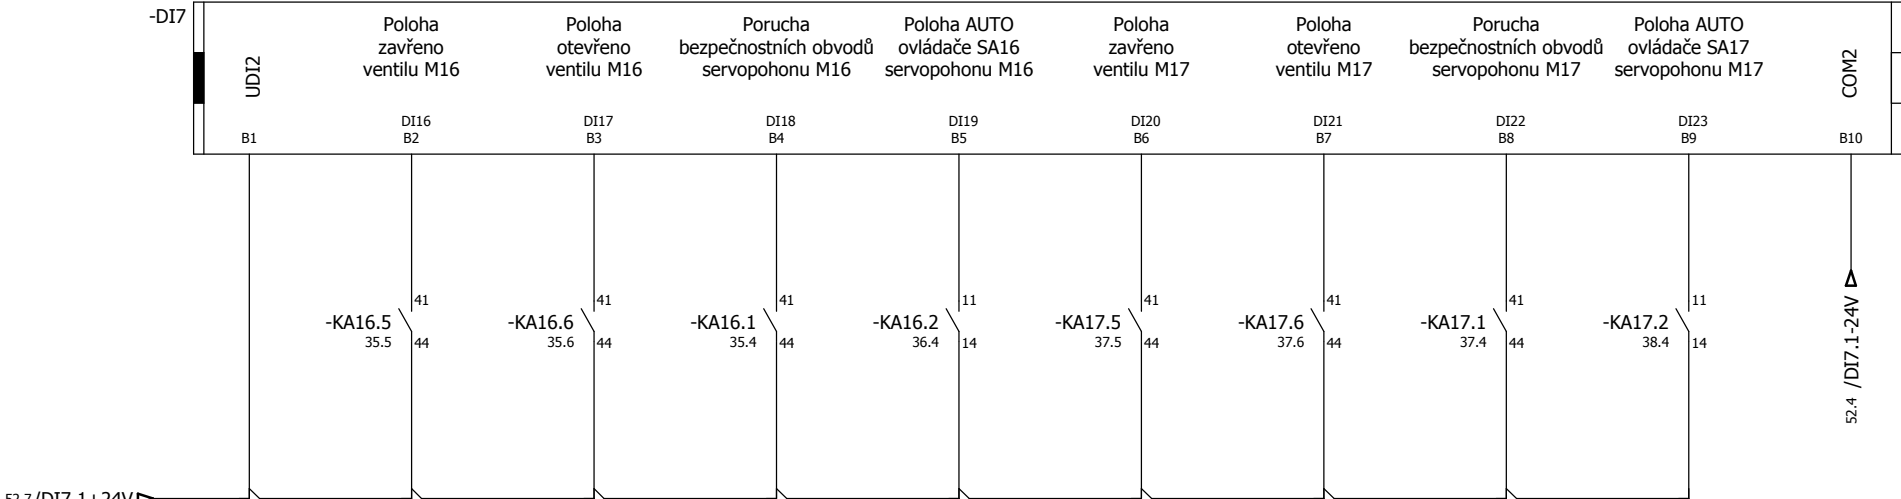 -DI7
UDI2
Poloha
zavřeno
ventilu M16
Poloha
otevřeno
ventilu M16
Porucha
bezpečnostních obvodů
servopohonu M16
Poloha AUTO
ovládače SA16
servopohonu M16
Poloha
zavřeno
ventilu M17
Poloha
otevřeno
ventilu M17
Porucha
bezpečnostních obvodů
servopohonu M17
Poloha AUTO
ovládače SA17
servopohonu M17
COM2
B1
DI16
B2
DI17
B3
DI18
B4
DI19
B5
DI20
B6
DI21
B7
DI22
B8
DI23
B9
B10
41
-KA16.5
35.5
44
41
-KA16.6
35.6
44
41
-KA16.1
35.4
44
11
-KA16.2
36.4
14
41
-KA17.5
37.5
44
41
-KA17.6
37.6
44
41
-KA17.1
37.4
44
11
-KA17.2
38.4
14
52.4 /DI7.1-24V
52.7/DI7.1+24V